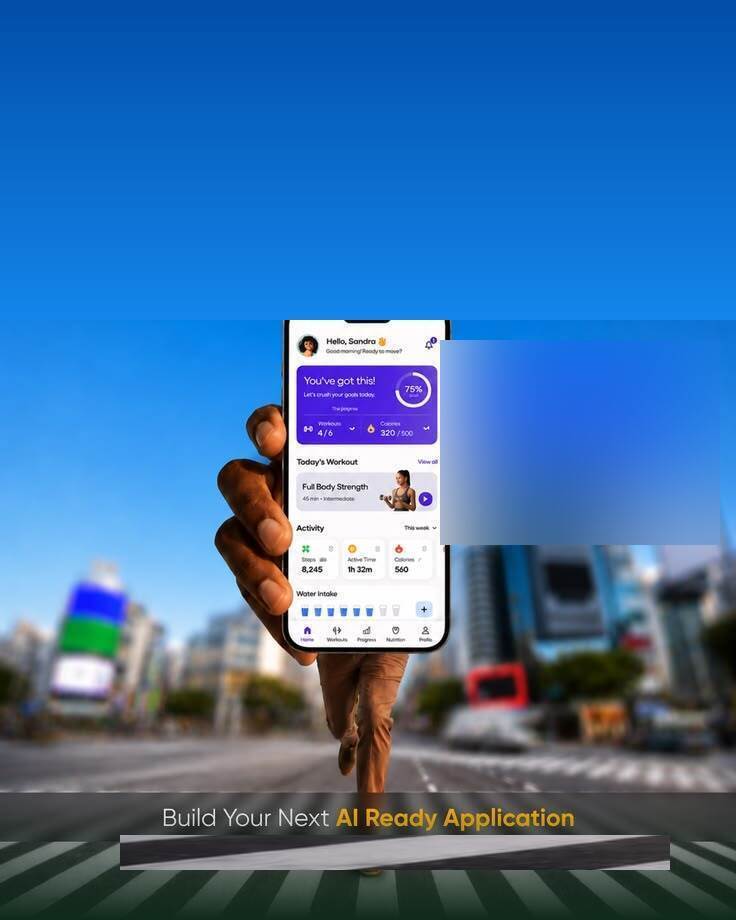 Hello, Sandra 👋
Good morning! Ready to move?
1
You've got this!
Let's crush your goals today.
75%
The progress
Workouts
4 / 6
Calories
320 / 500
Today's Workout
View all
Full Body Strength
45 min • Intermediate
Activity
This week
Steps
Active Time
Calories
8,245
1h 32m
560
Water Intake
+
Home
Workouts
Progress
Nutrition
Profile
Build Your Next AI Ready Application